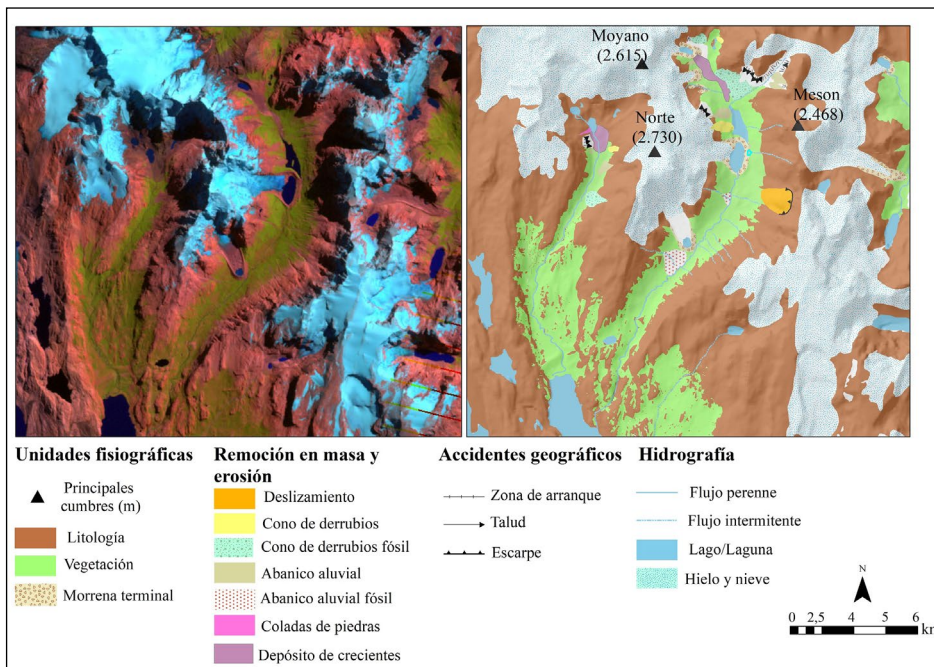 Moyano
(2.615)
Meson
(2.468)
Norte
(2.730)
Unidades fisiográficas
Principales
cumbres (m)
Litología
Vegetación
Morrena terminal
Remoción en masa y
erosión
Deslizamiento
Cono de derrubios
Cono de derrubios fósil
Abanico aluvial
Abanico aluvial fósil
Coladas de piedras
Depósito de crecientes
Accidentes geográficos
Zona de arranque
Talud
Escarpe
Hidrografía
Flujo perenne
Flujo intermitente
Lago/Laguna
Hielo y nieve
N
0 2,5 4 5 6
km